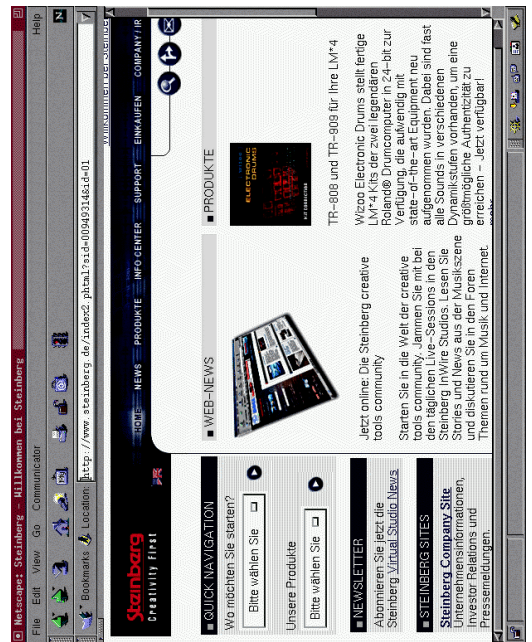 Netscape: Steinberg - Willkommen bei Steinberg
File Edit View Go Communicator
Help
Bookmarks Location: http://www.steinberg.de/index2.phtml?sid=00949314&id=01
N
Willkommen bei Steinber
Steinberg
Creativity First
HOME NEWS PRODUKTE INFO CENTER SUPPORT EINKAUFEN COMPANY/IR
QUICK NAVIGATION
Wo möchten Sie starten?
Bitte wählen Sie
Unsere Produkte
Bitte wählen Sie
NEWSLETTER
Abonnieren Sie jetzt die
Steinberg Virtual Studio News
STEINBERG SITES
Steinberg Company Site
Unternehmensinformationen,
Investor Relations und
Pressemeldungen.
WEB-NEWS
Jetzt online: Die Steinberg creative
tools community
Starten Sie in die Welt der creative
tools community. Jammen Sie mit bei
den täglichen Live-Sessions in den
Steinberg InWire Studios. Lesen Sie
Stories und News aus der Musikszene
und diskutieren Sie in den Foren
Themen rund um Musik und Internet.
PRODUKTE
ELECTRONIC
DRUMS
TR-808 und TR-909 für Ihre LM*4
Wizoo Electronic Drums stellt fertige
LM*4 Kits der zwei legendären
Roland® Drumcomputer in 24-bit zur
Verfügung, die aufwendig mit
state-of-the-art Equipment neu
aufgenommen wurden. Dabei sind fast
alle Sounds in verschiedenen
Dynamikstufen vorhanden, um eine
größtmögliche Authentizität zu
erreichen - Jetzt verfügbar!
mehr